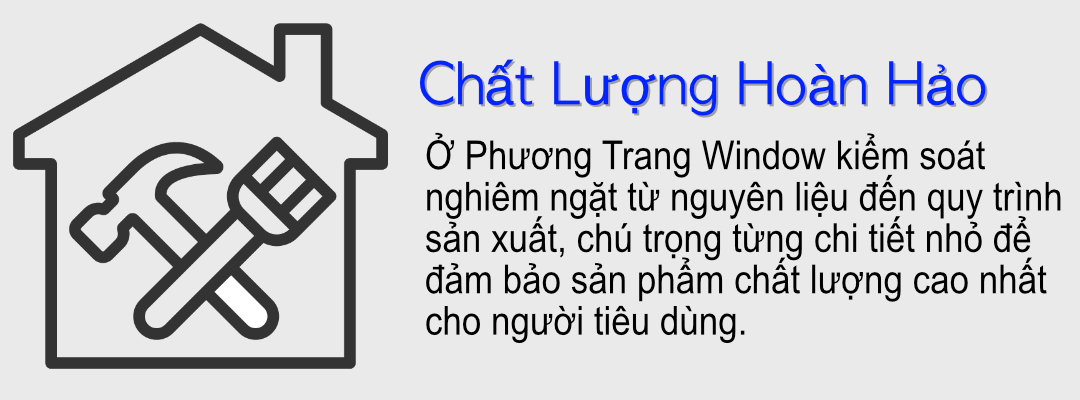 Chất Lượng Hoàn Hảo
Ở Phương Trang Window kiểm soát
nghiêm ngặt từ nguyên liệu đến quy trình
sản xuất, chú trọng từng chi tiết nhỏ để
đảm bảo sản phẩm chất lượng cao nhất
cho người tiêu dùng.